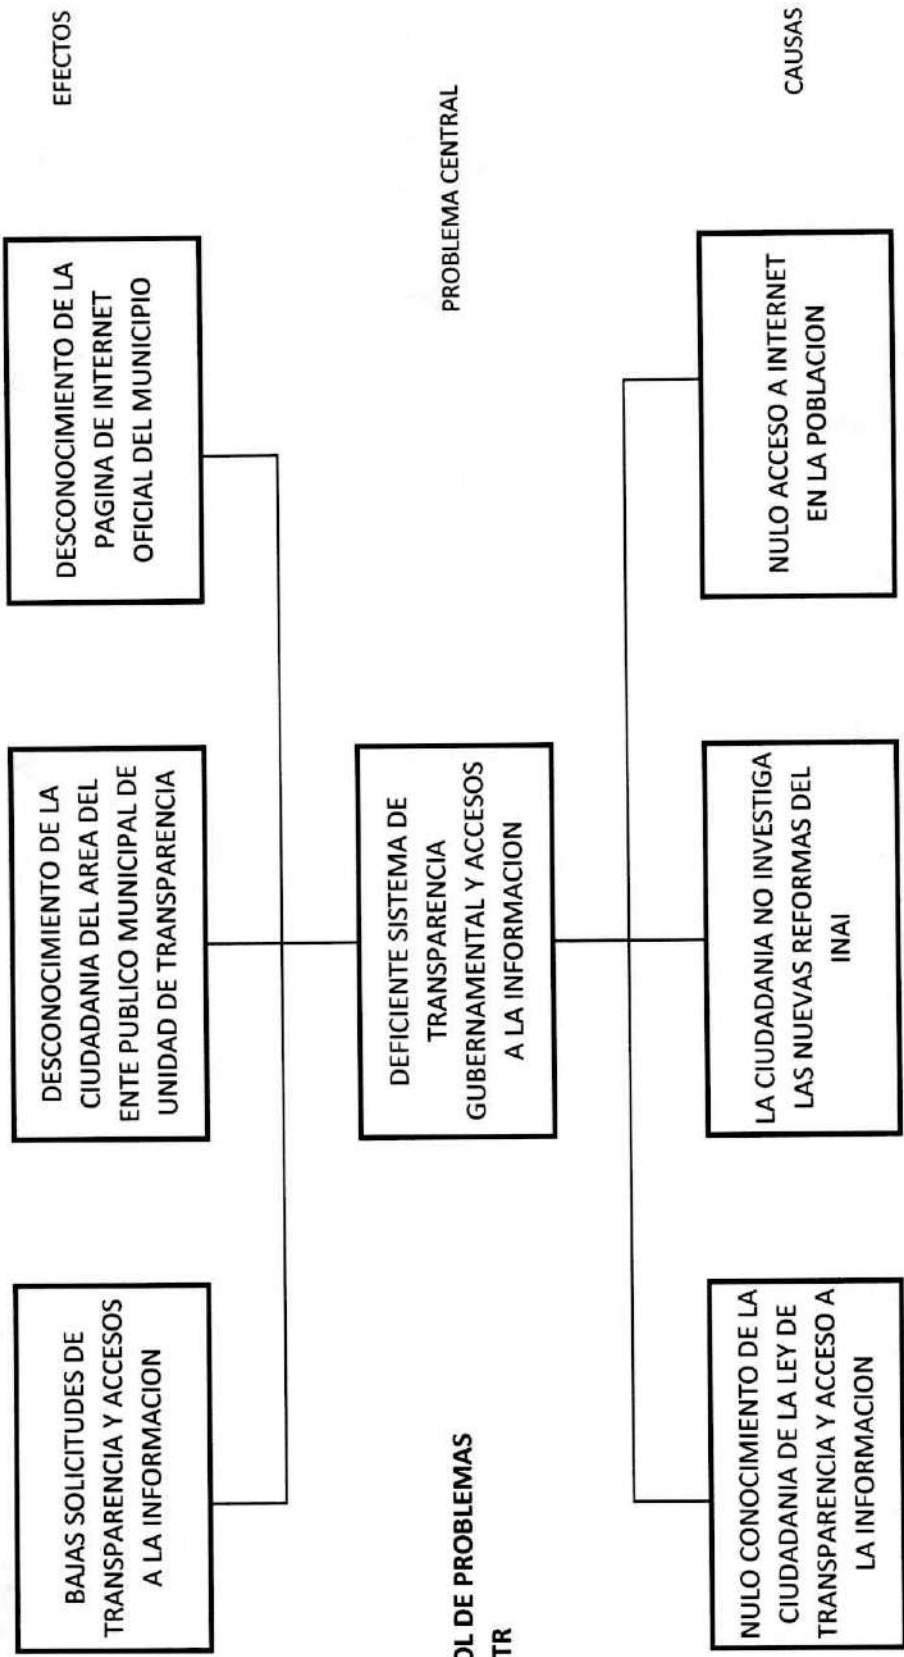 BAJAS SOLICITUDES DE
TRANSPARENCIA Y ACCESOS
A LA INFORMACION
DESCONOCIMIENTO DE LA
CIUDADANIA DEL AREA DEL
ENTE PUBLICO MUNICIPAL DE
UNIDAD DE TRANSPARENCIA
DESCONOCIMIENTO DE LA
PAGINA DE INTERNET
OFICIAL DEL MUNICIPIO
EFECTOS
OL DE PROBLEMAS
TR
DEFICIENTE SISTEMA DE
TRANSPARENCIA
GUBERNAMENTAL Y ACCESOS
A LA INFORMACION
PROBLEMA CENTRAL
NULO CONOCIMIENTO DE LA
CIUDADANIA DE LA LEY DE
TRANSPARENCIA Y ACCESO A
LA INFORMACION
LA CIUDADANIA NO INVESTIGA
LAS NUEVAS REFORMAS DEL
INAI
NULO ACCESO A INTERNET
EN LA POBLACION
CAUSAS